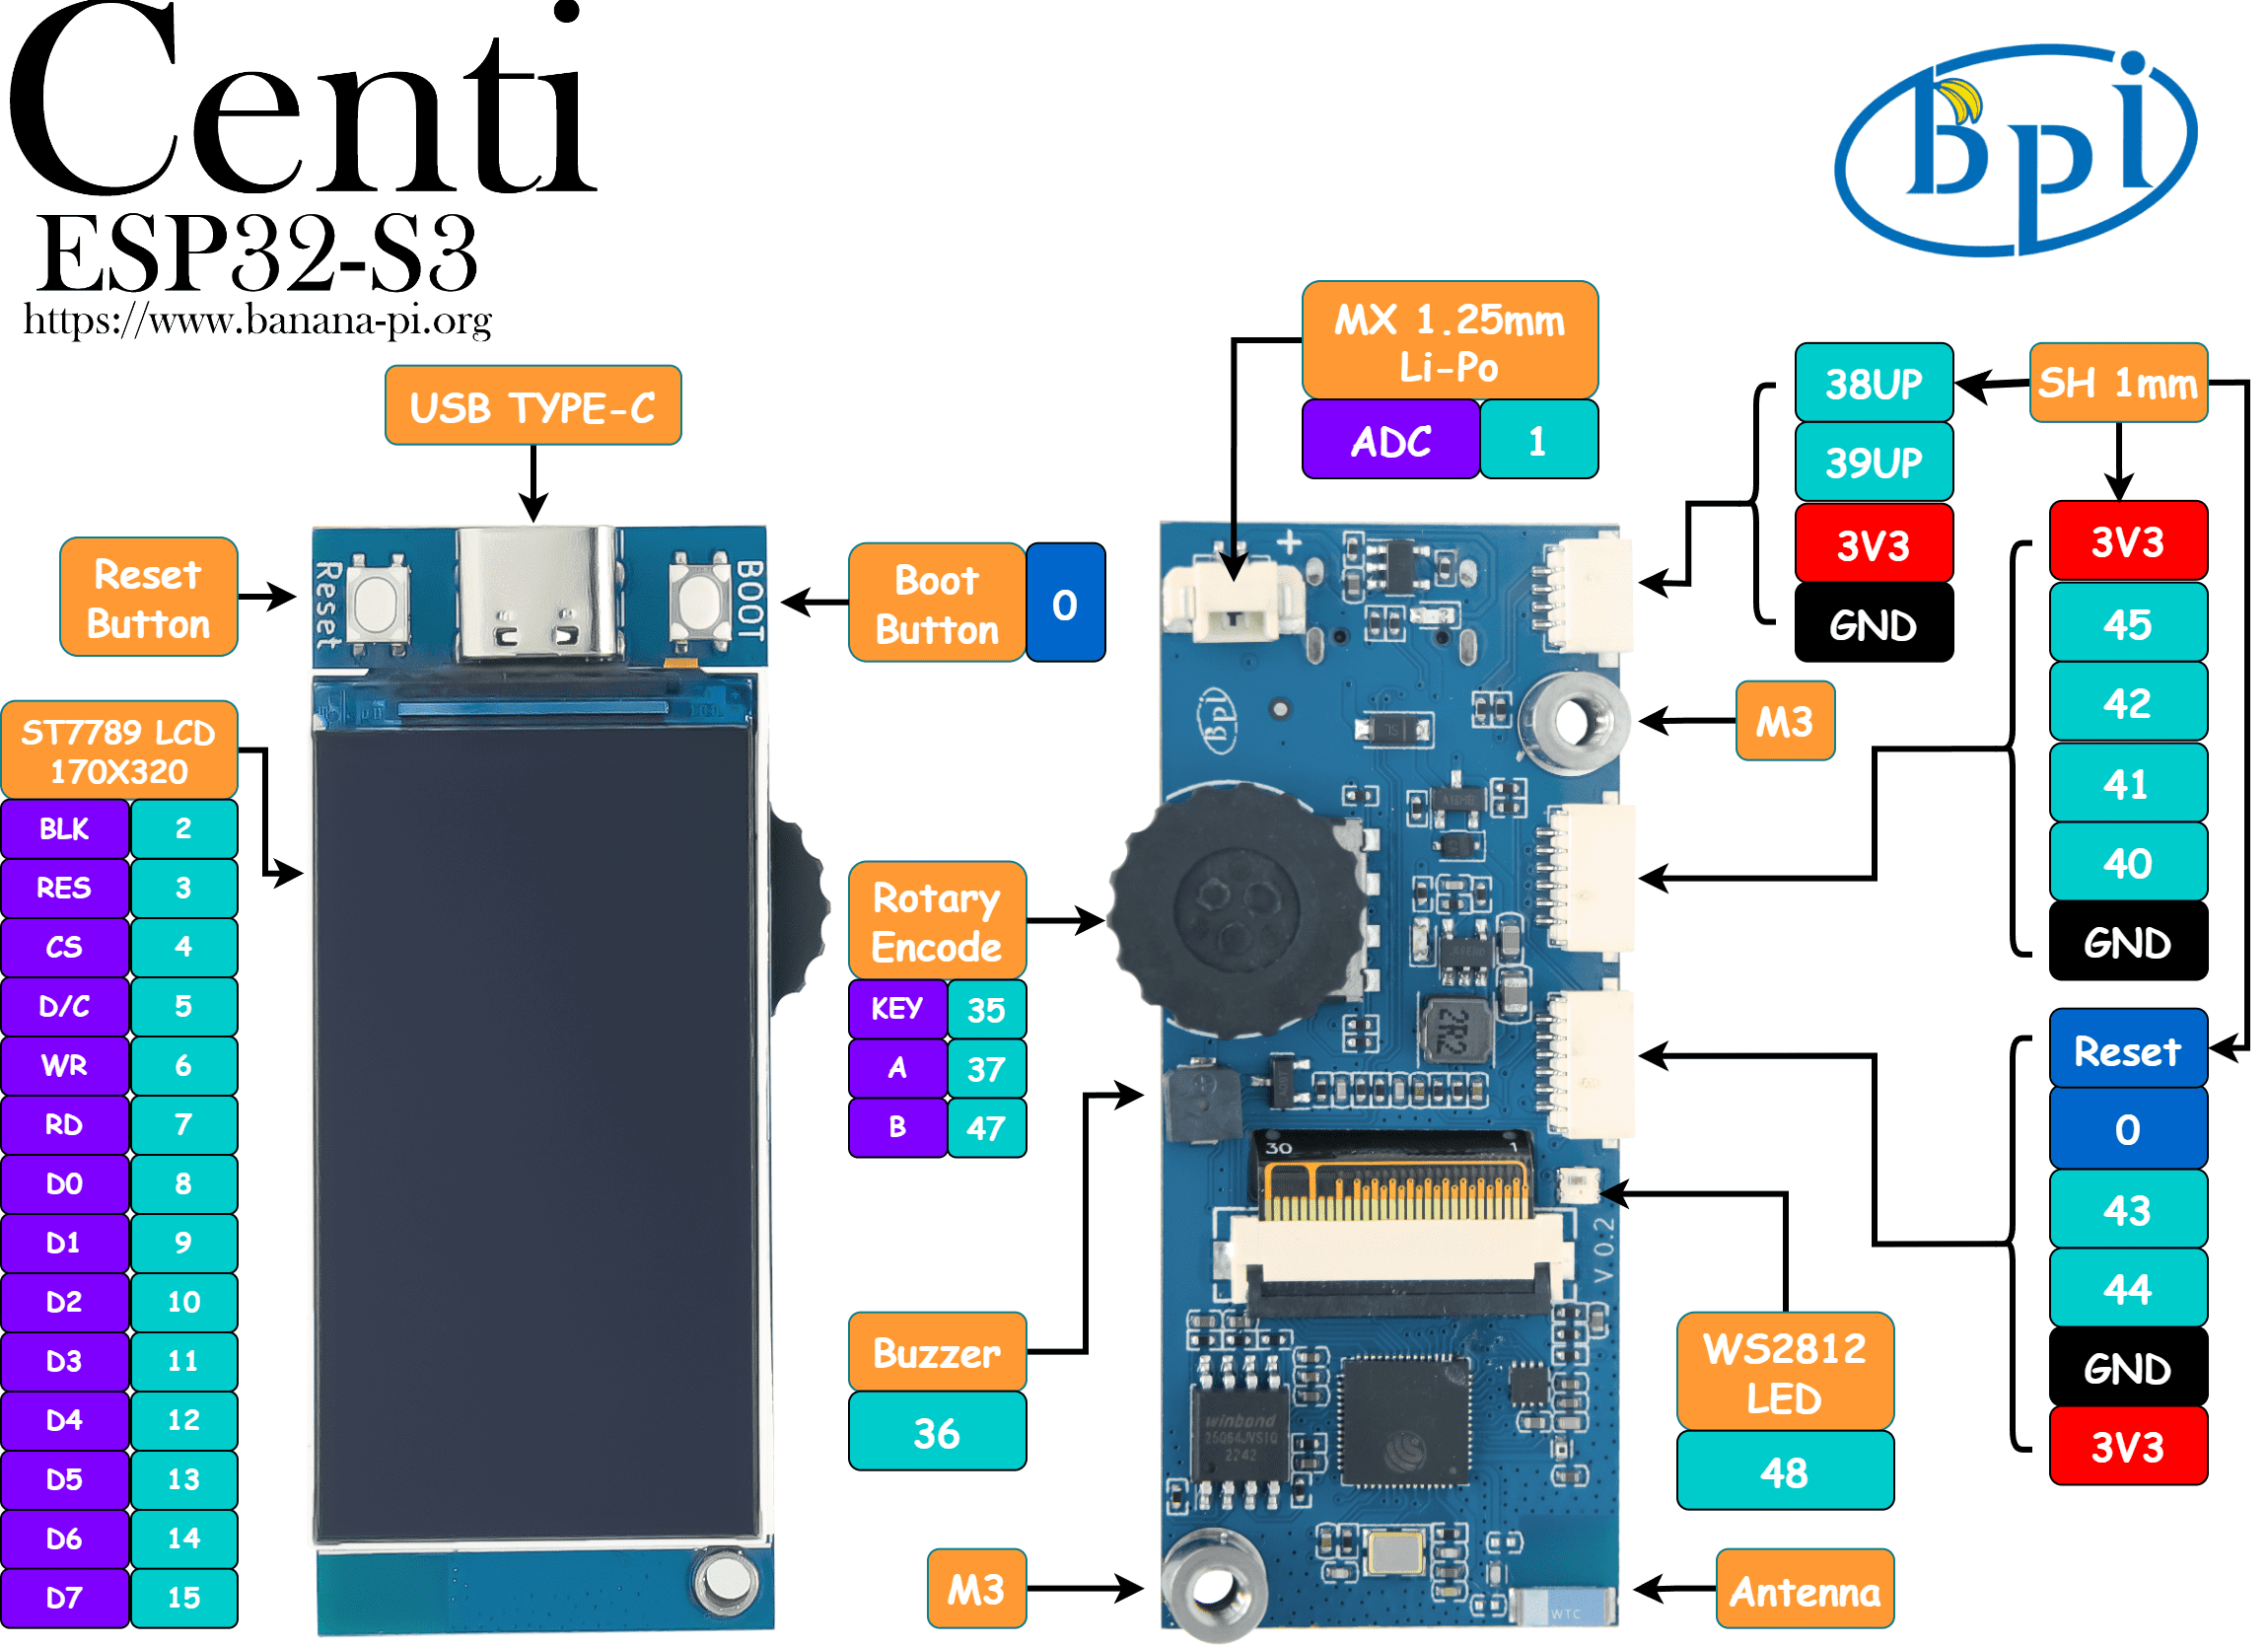 Centi
ESP32-S3
https://www.banana-pi.org
Bpi
USB TYPE-C
Reset
Button
Reset
BOOT
Boot
Button
0
ST7789 LCD
170X320
BLK 2
RES 3
CS 4
D/C 5
WR 6
RD 7
D0 8
D1 9
D2 10
D3 11
D4 12
D5 13
D6 14
D7 15
MX 1.25mm
Li-Po
ADC 1
+
Bpi
Rotary
Encode
KEY 35
A 37
B 47
Buzzer
36
M3
2R2
30 1
V 0.2
winbond
25Q64JVSIQ
2242
WTC
38UP
39UP
3V3
GND
SH 1mm
M3
3V3
45
42
41
40
GND
Reset
0
43
44
GND
3V3
WS2812
LED
48
Antenna